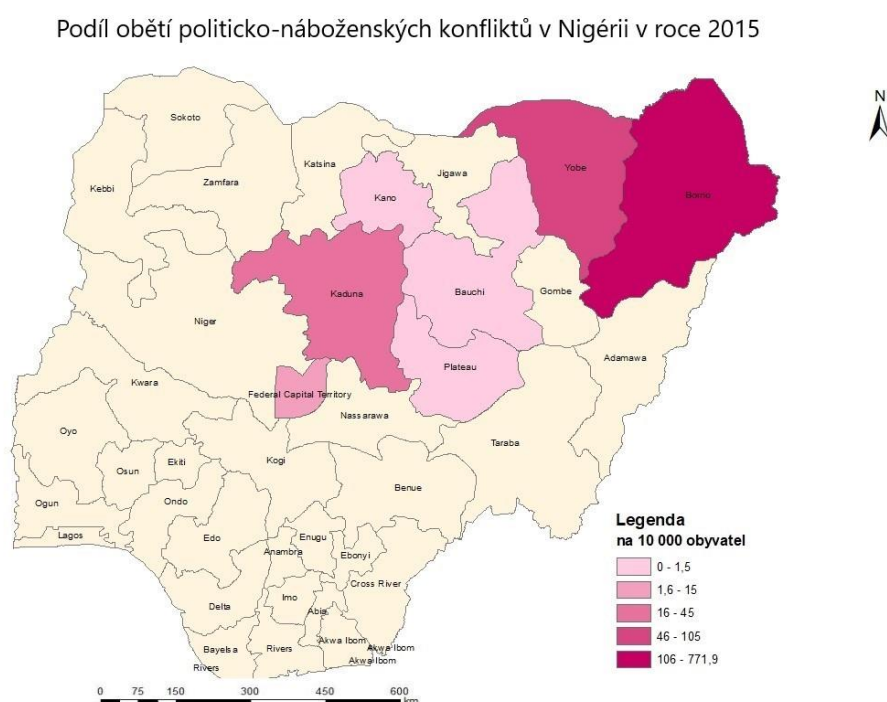 Podíl obětí politicko-náboženských konfliktů v Nigérii v roce 2015
N
Sokoto
Katsina
Jigawa
Yobe
Borno
Kebbi
Zamfara
Kano
Kaduna
Bauchi
Gombe
Niger
Adamawa
Plateau
Kwara
Federal Capital Territory
Nassarawa
Oyo
Taraba
Osun
Ekiti
Kogi
Benue
Ogun
Ondo
Lagos
Edo
Enugu
Anambra
Ebonyi
Cross River
Imo
Abia
Delta
Akwa Ibom
Bayelsa
Rivers
Akwa Ibom
Rivers
Akwa Ibom
Legenda
na 10 000 obyvatel
0 - 1,5
1,6 - 15
16 - 45
46 - 105
106 - 771,9
0 75 150 300 450 600
km